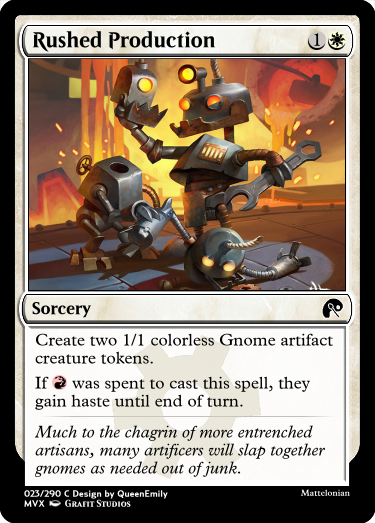 Rushed Production 1
Sorcery
Create two 1/1 colorless Gnome artifact
creature tokens.
If was spent to cast this spell, they
gain haste until end of turn.
Much to the chagrin of more entrenched
artisans, many artificers will slap together
gnomes as needed out of junk.
023/290 C Design by QueenEmily
Mattelonian
MVX Grafit Studios